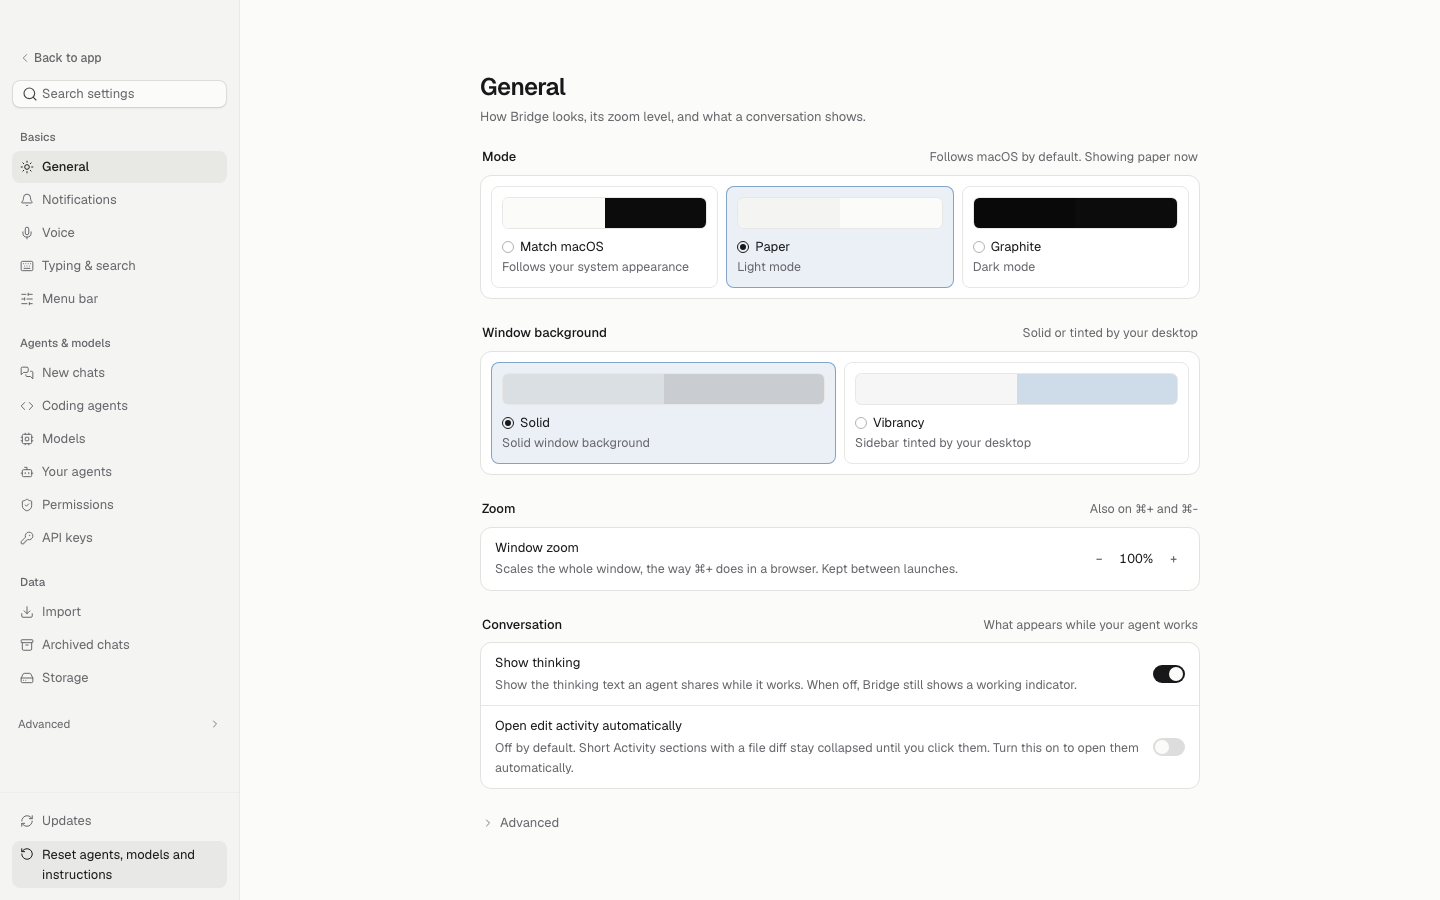 Back to app
Search settings
Basics
General
Notifications
Voice
Typing & search
Menu bar
Agents & models
New chats
Coding agents
Models
Your agents
Permissions
API keys
Data
Import
Archived chats
Storage
Advanced
Updates
Reset agents, models and
instructions
General
How Bridge looks, its zoom level, and what a conversation shows.
Mode
Follows macOS by default. Showing paper now
Match macOS
Follows your system appearance
Paper
Light mode
Graphite
Dark mode
Window background
Solid or tinted by your desktop
Solid
Solid window background
Vibrancy
Sidebar tinted by your desktop
Zoom
Also on ⌘+ and ⌘-
Window zoom
Scales the whole window, the way ⌘+ does in a browser. Kept between launches.
− 100% +
Conversation
What appears while your agent works
Show thinking
Show the thinking text an agent shares while it works. When off, Bridge still shows a working indicator.
Open edit activity automatically
Off by default. Short Activity sections with a file diff stay collapsed until you click them. Turn this on to open them
automatically.
Advanced